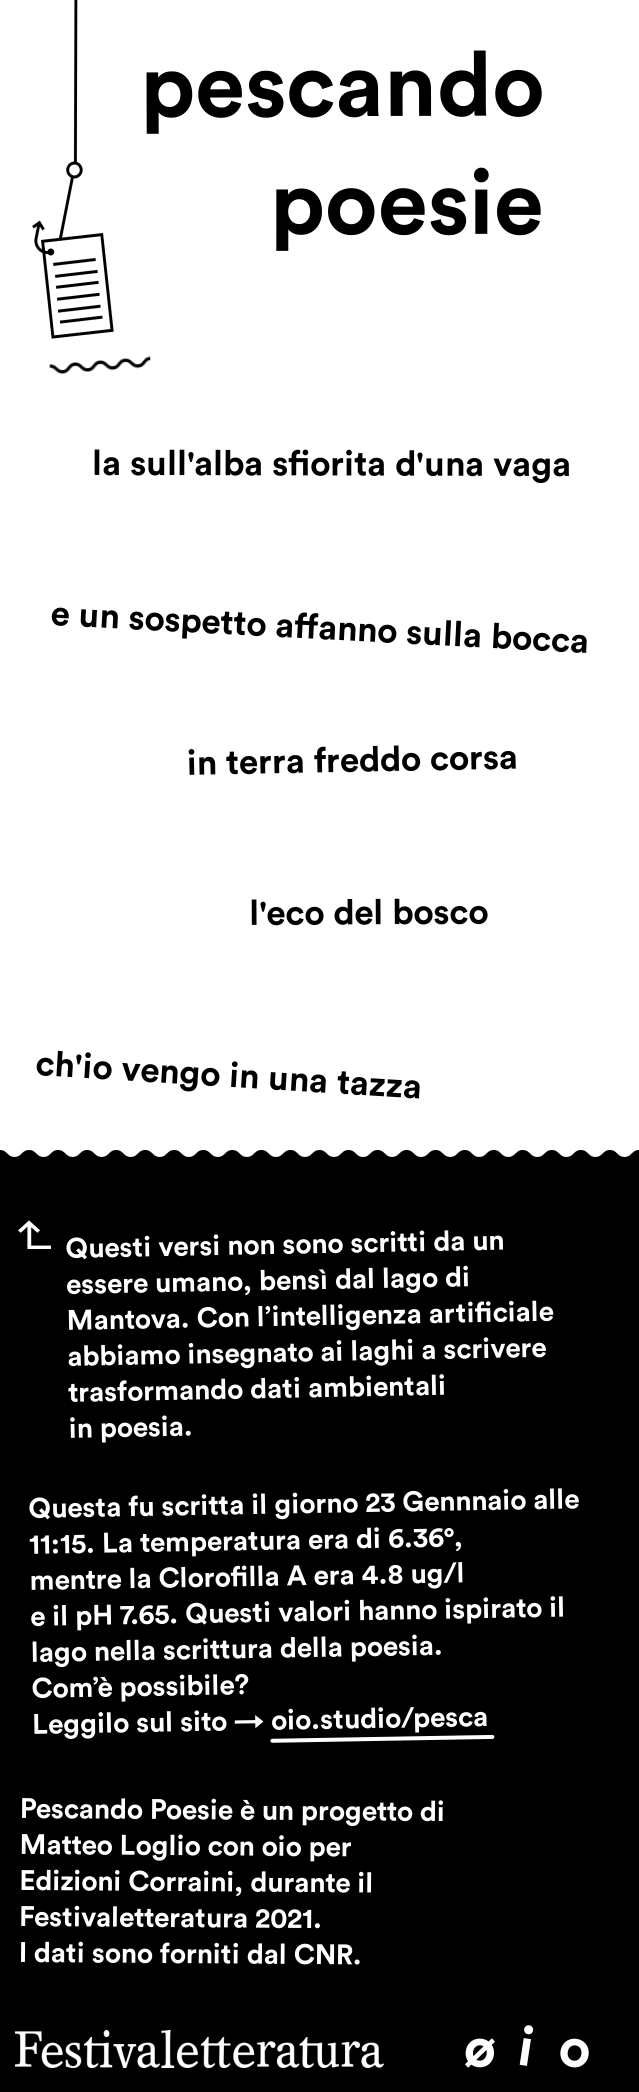 pescando
poesie
la sull'alba sfiorita d'una vaga
e un sospetto affanno sulla bocca
in terra freddo corsa
l'eco del bosco
ch'io vengo in una tazza
Questi versi non sono scritti da un
essere umano, bensì dal lago di
Mantova. Con l’intelligenza artificiale
abbiamo insegnato ai laghi a scrivere
trasformando dati ambientali
in poesia.
Questa fu scritta il giorno 23 Gennnaio alle
11:15. La temperatura era di 6.36°,
mentre la Clorofilla A era 4.8 ug/l
e il pH 7.65. Questi valori hanno ispirato il
lago nella scrittura della poesia.
Com’è possibile?
Leggilo sul sito → oio.studio/pesca
Pescando Poesie è un progetto di
Matteo Loglio con oio per
Edizioni Corraini, durante il
Festivaletteratura 2021.
I dati sono forniti dal CNR.
Festivaletteratura ø i o